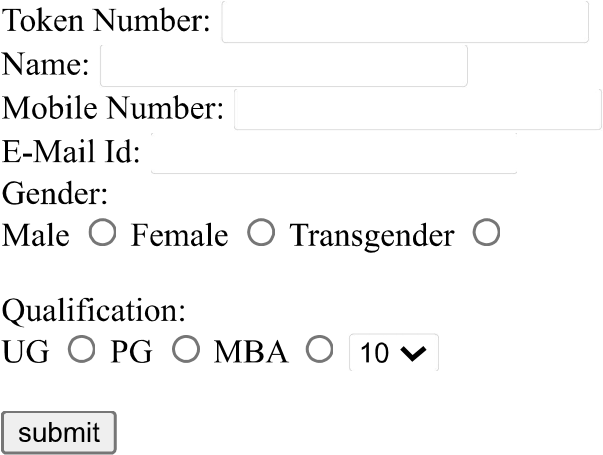 Token Number:
Name:
Mobile Number:
E-Mail Id:
Gender:
Male Female Transgender
Qualification:
UG PG MBA 10
submit